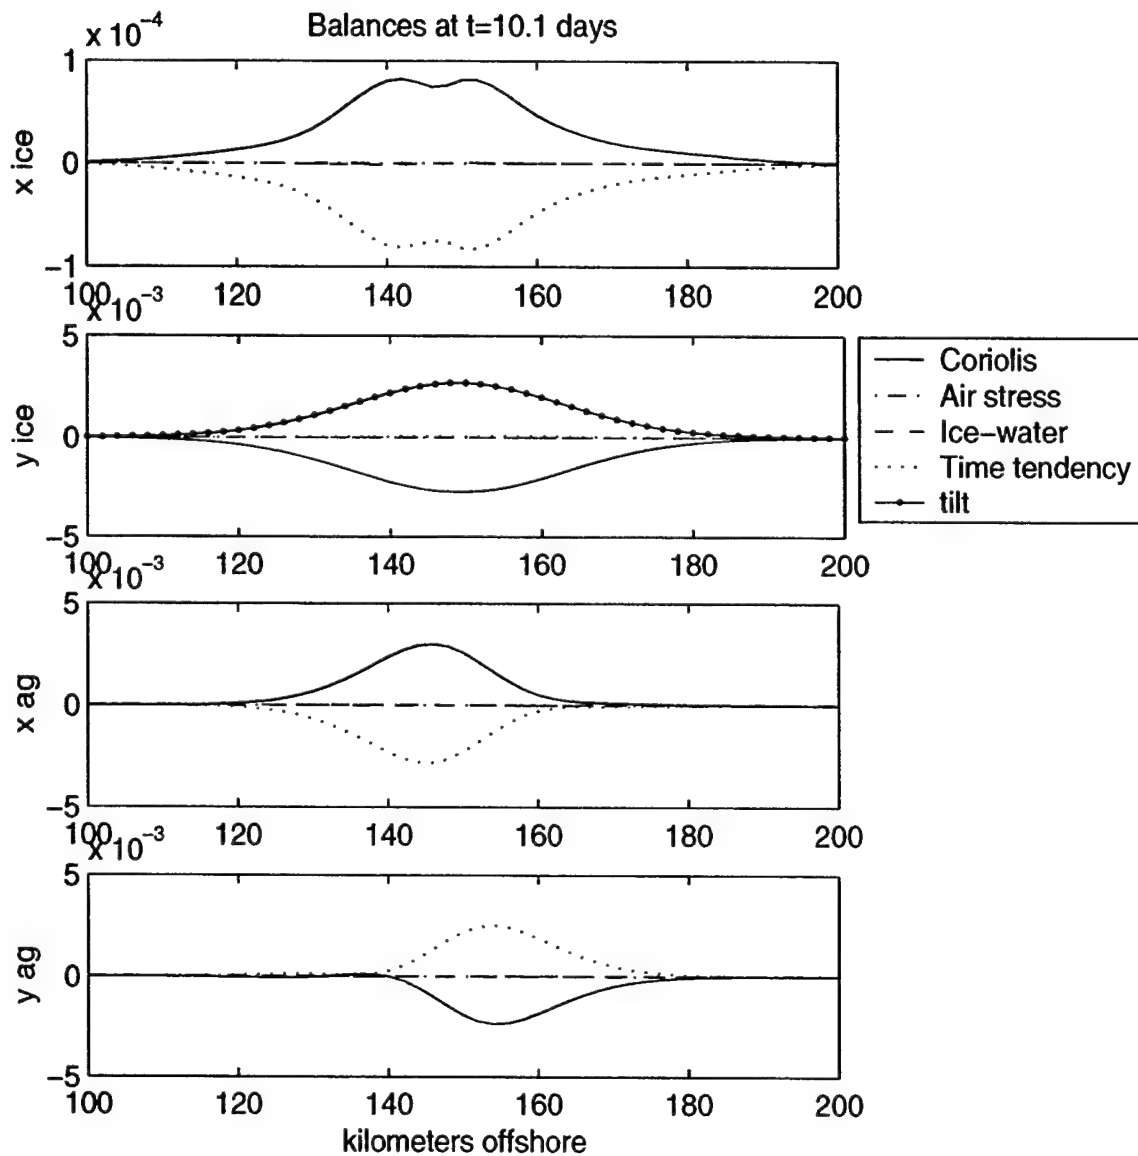 x 10⁻⁴ Balances at t=10.1 days
1
x ice
0
−1
100 120 140 160 180 200
x 10⁻³
5
y ice
0
−5
100 120 140 160 180 200
Coriolis
Air stress
Ice−water
Time tendency
tilt
x 10⁻³
5
x ag
0
−5
100 120 140 160 180 200
x 10⁻³
5
y ag
0
−5
100 120 140 160 180 200
kilometers offshore